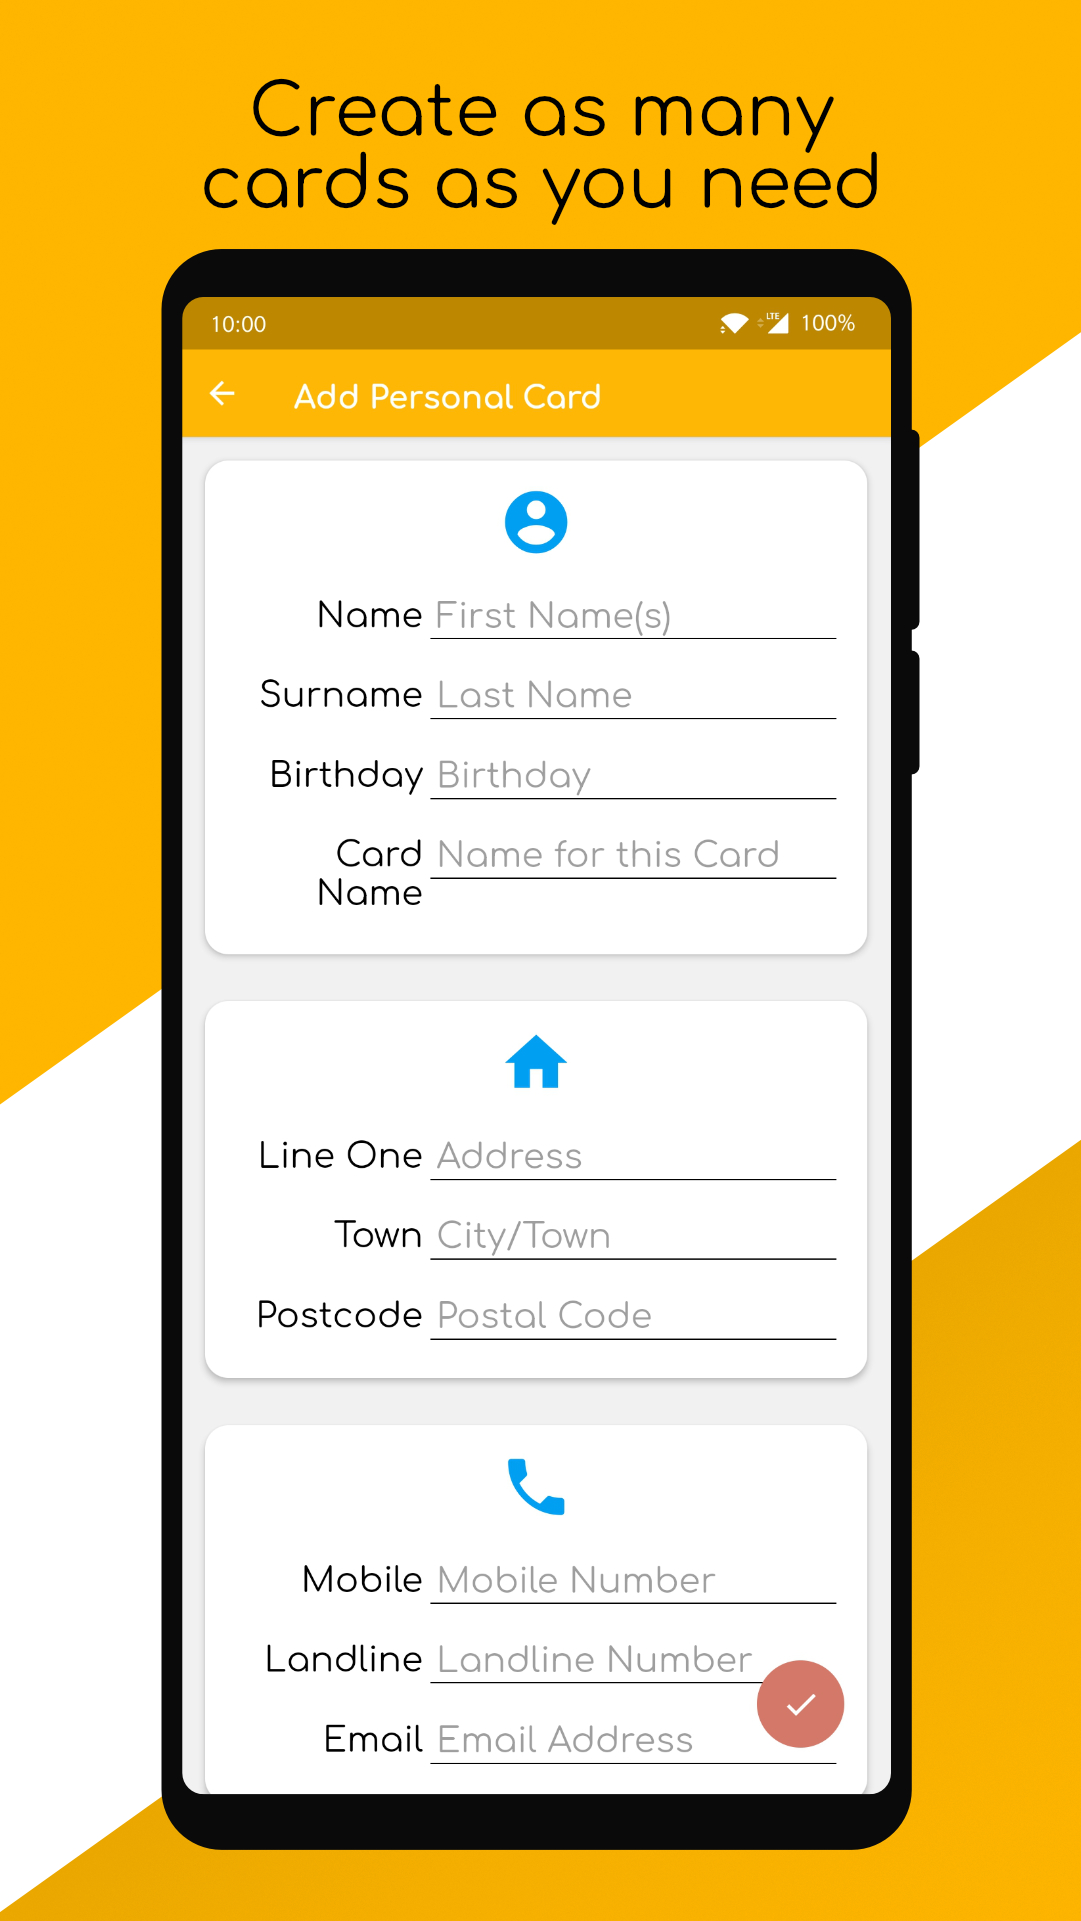 Create as many
cards as you need
10:00 LTE 100%
Add Personal Card
Name First Name(s)
Surname Last Name
Birthday Birthday
Card Name for this Card
Name
Line One Address
Town City/Town
Postcode Postal Code
Mobile Mobile Number
Landline Landline Number
Email Email Address